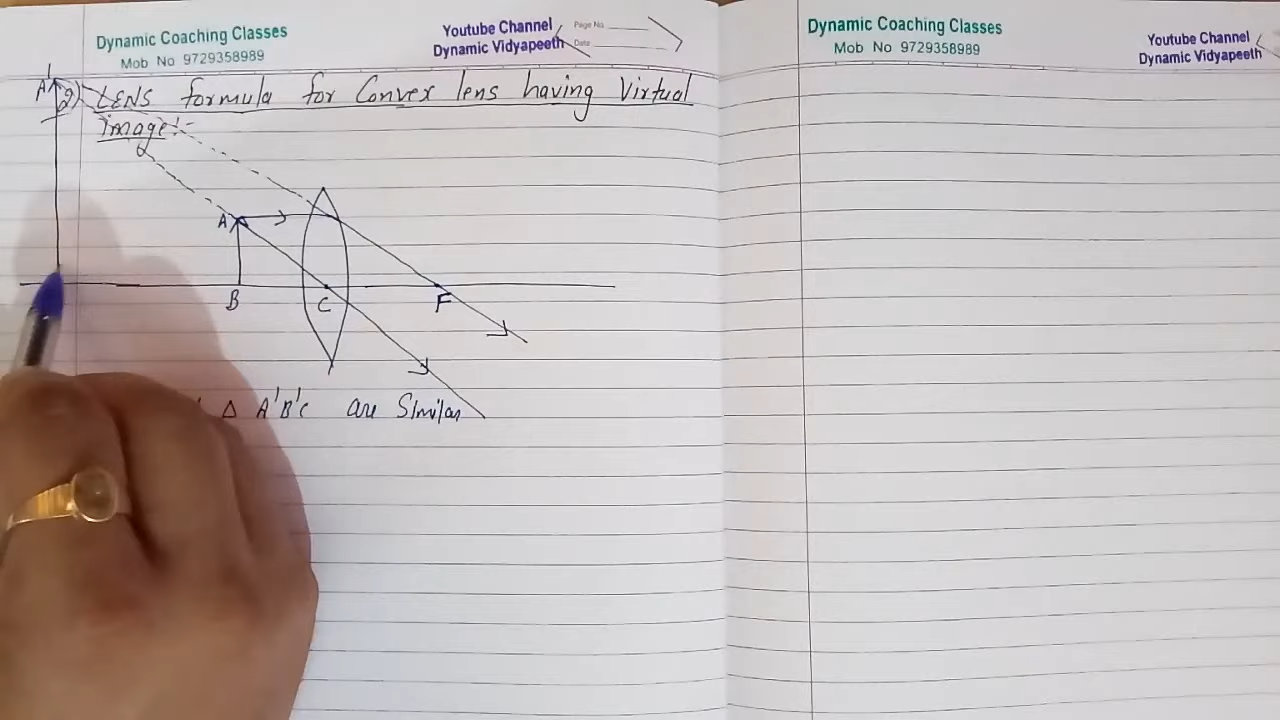 Dynamic Coaching Classes
Mob No 9729358989
Youtube Channel
Dynamic Vidyapeeth
Page No.
Date
2) LENS formula for Convex lens having Virtual
image:-
A'
A
B
C
F
Δ A'B'C are Similar
Dynamic Coaching Classes
Mob No 9729358989
Youtube Channel
Dynamic Vidyapeeth